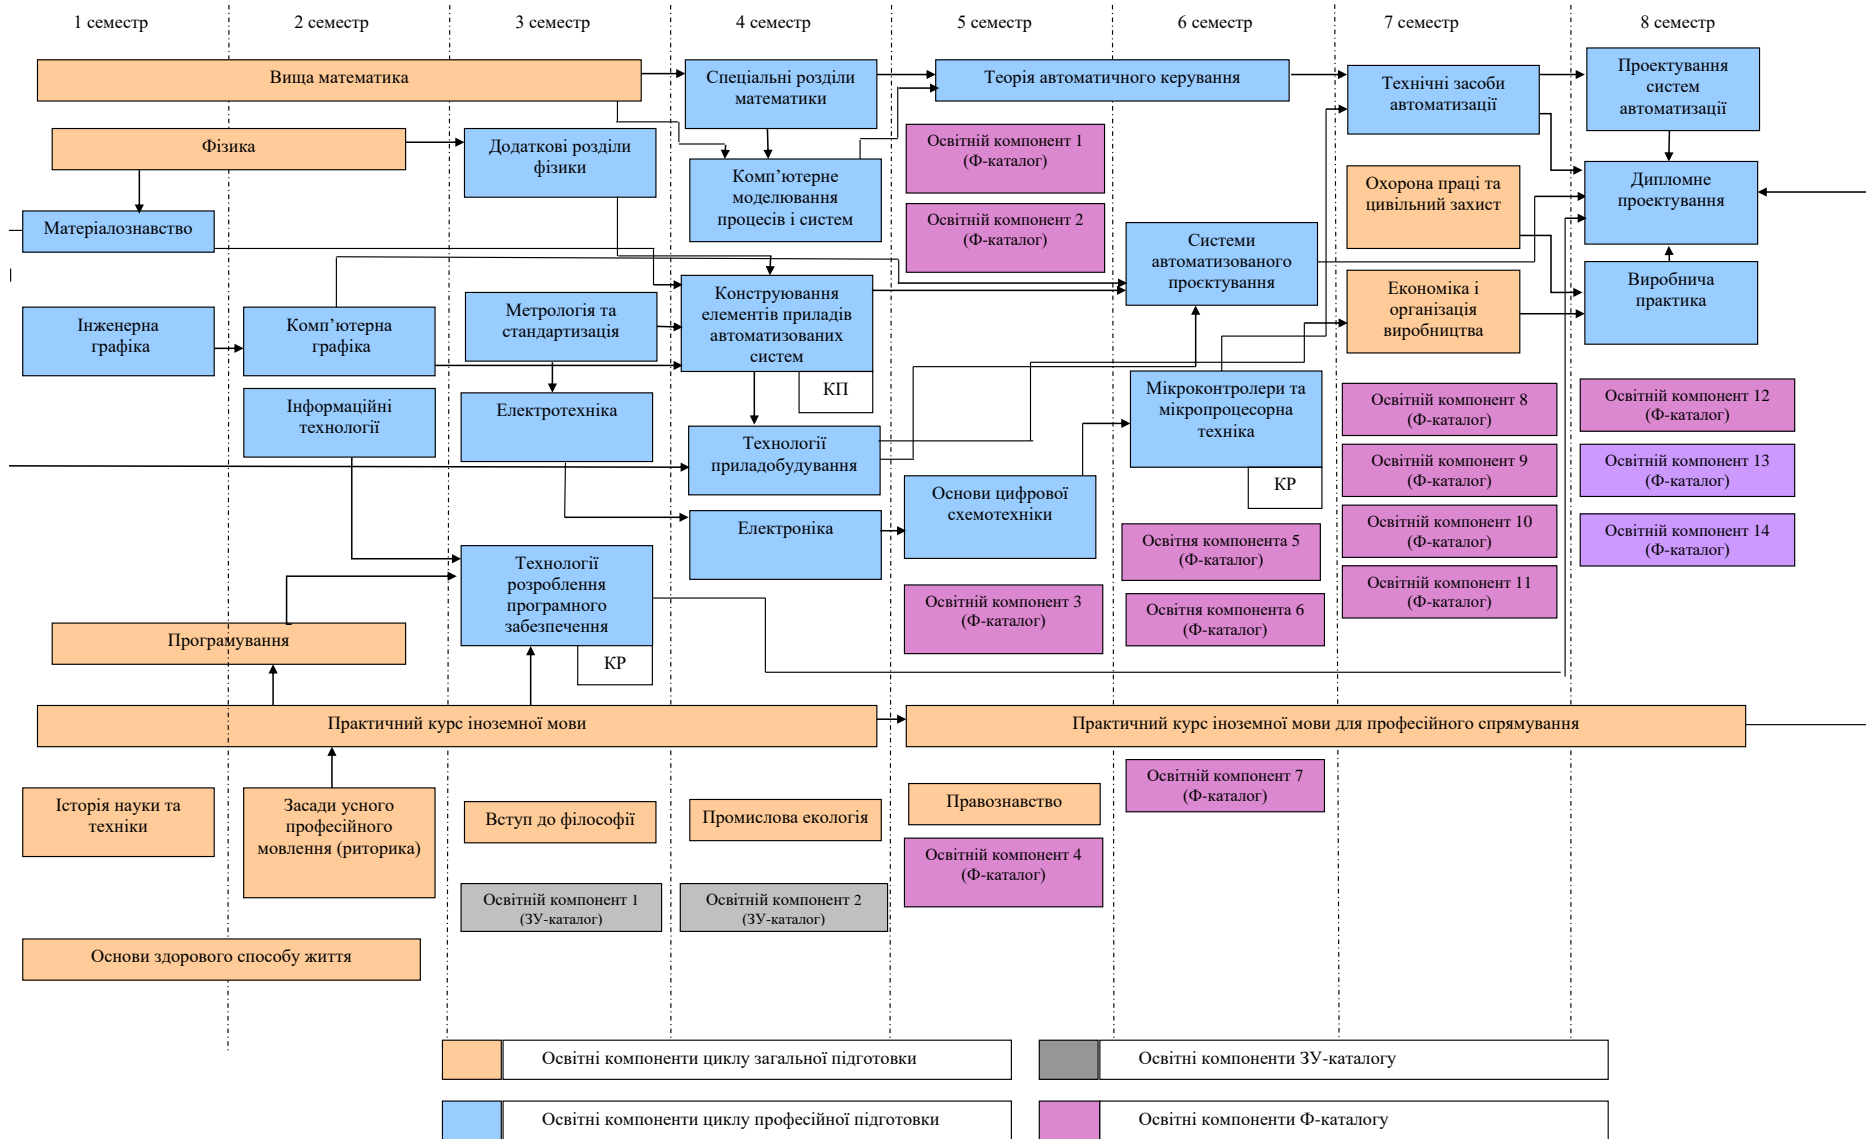 1 семестр
2 семестр
3 семестр
4 семестр
5 семестр
6 семестр
7 семестр
8 семестр
Вища математика
Спеціальні розділи
математики
Теорія автоматичного керування
Технічні засоби
автоматизації
Проектування
систем
автоматизації
Фізика
Додаткові розділи
фізики
Комп’ютерне
моделювання
процесів і систем
Освітній компонент 1
(Ф-каталог)
Освітній компонент 2
(Ф-каталог)
Охорона праці та
цивільний захист
Дипломне
проектування
Матеріалознавство
Системи
автоматизованого
проєктування
Інженерна
графіка
Комп’ютерна
графіка
Метрологія та
стандартизація
Конструювання
елементів приладів
автоматизованих
систем
КП
Економіка і
організація
виробництва
Виробнича
практика
Інформаційні
технології
Електротехніка
Технології
приладобудування
Мікроконтролери та
мікропроцесорна
техніка
КР
Освітній компонент 8
(Ф-каталог)
Освітній компонент 12
(Ф-каталог)
Освітній компонент 9
(Ф-каталог)
Освітній компонент 13
(Ф-каталог)
Основи цифрової
схемотехніки
Електроніка
Освітній компонент 10
(Ф-каталог)
Освітній компонент 14
(Ф-каталог)
Освітня компонента 5
(Ф-каталог)
Технології
розроблення
програмного
забезпечення
КР
Освітній компонент 3
(Ф-каталог)
Освітня компонента 6
(Ф-каталог)
Освітній компонент 11
(Ф-каталог)
Програмування
Практичний курс іноземної мови
Практичний курс іноземної мови для професійного спрямування
Історія науки та
техніки
Засади усного
професійного
мовлення (риторика)
Вступ до філософії
Промислова екологія
Правознавство
Освітній компонент 7
(Ф-каталог)
Освітній компонент 4
(Ф-каталог)
Освітній компонент 1
(ЗУ-каталог)
Освітній компонент 2
(ЗУ-каталог)
Основи здорового способу життя
Освітні компоненти циклу загальної підготовки
Освітні компоненти ЗУ-каталогу
Освітні компоненти циклу професійної підготовки
Освітні компоненти Ф-каталогу